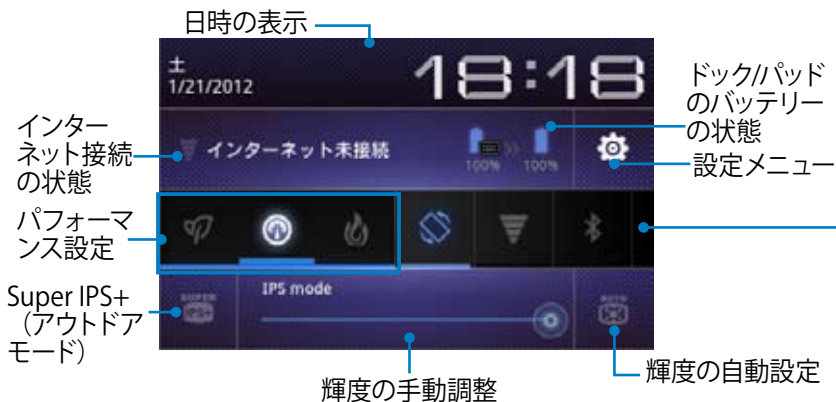 日時の表示
土
1/21/2012
18:18
ドック/パッド
のバッテリー
の状態
インター
ネット接続
の状態
インターネット未接続
100%
100%
設定メニュー
パフォーマ
ンス設定
Super IPS+
（アウトドア
モード）
SUPER
IPS+
IPS mode
AUTO
輝度の手動調整
輝度の自動設定